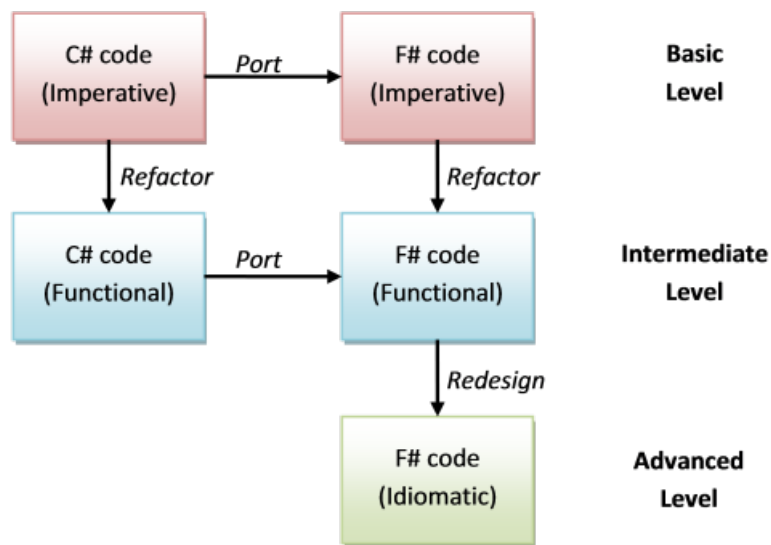 C# code
(Imperative)
Port
F# code
(Imperative)
Basic
Level
Refactor
Refactor
C# code
(Functional)
Port
F# code
(Functional)
Intermediate
Level
Redesign
F# code
(Idiomatic)
Advanced
Level